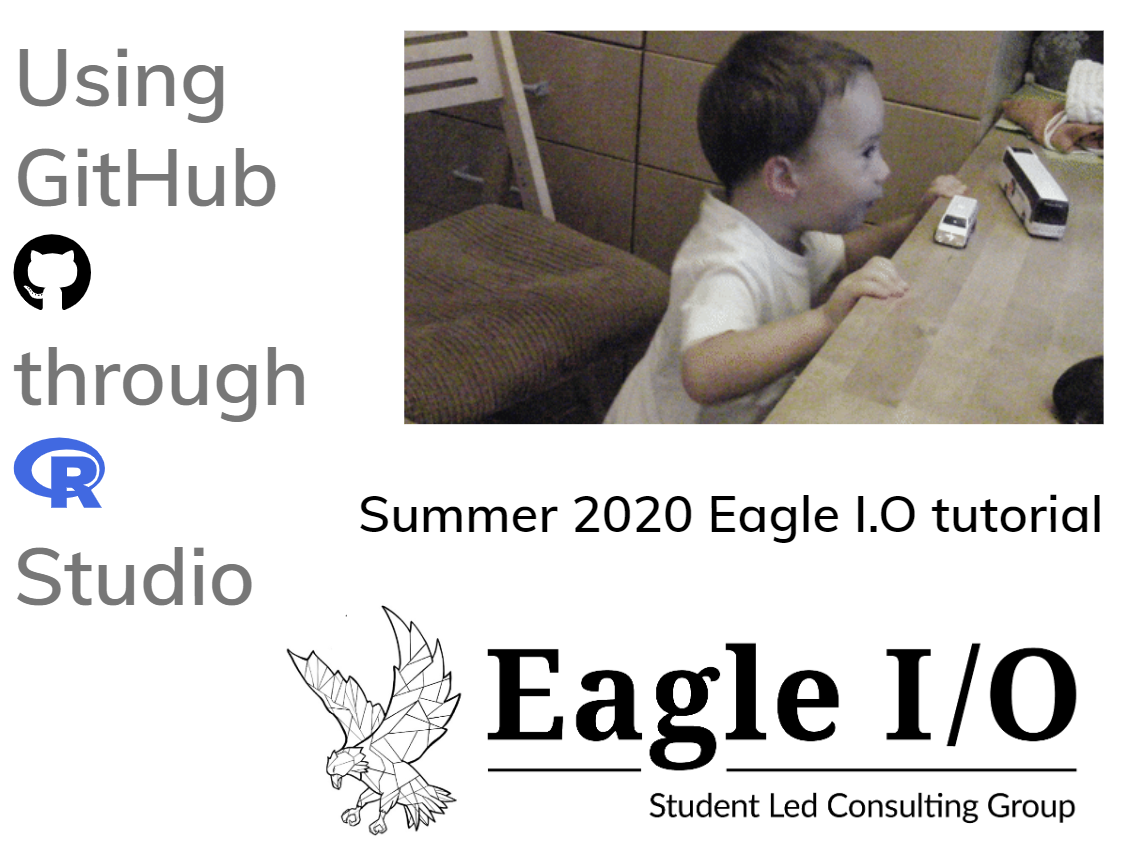 Using
GitHub
through
R
Studio
Summer 2020 Eagle I.O tutorial
Eagle I/O
Student Led Consulting Group